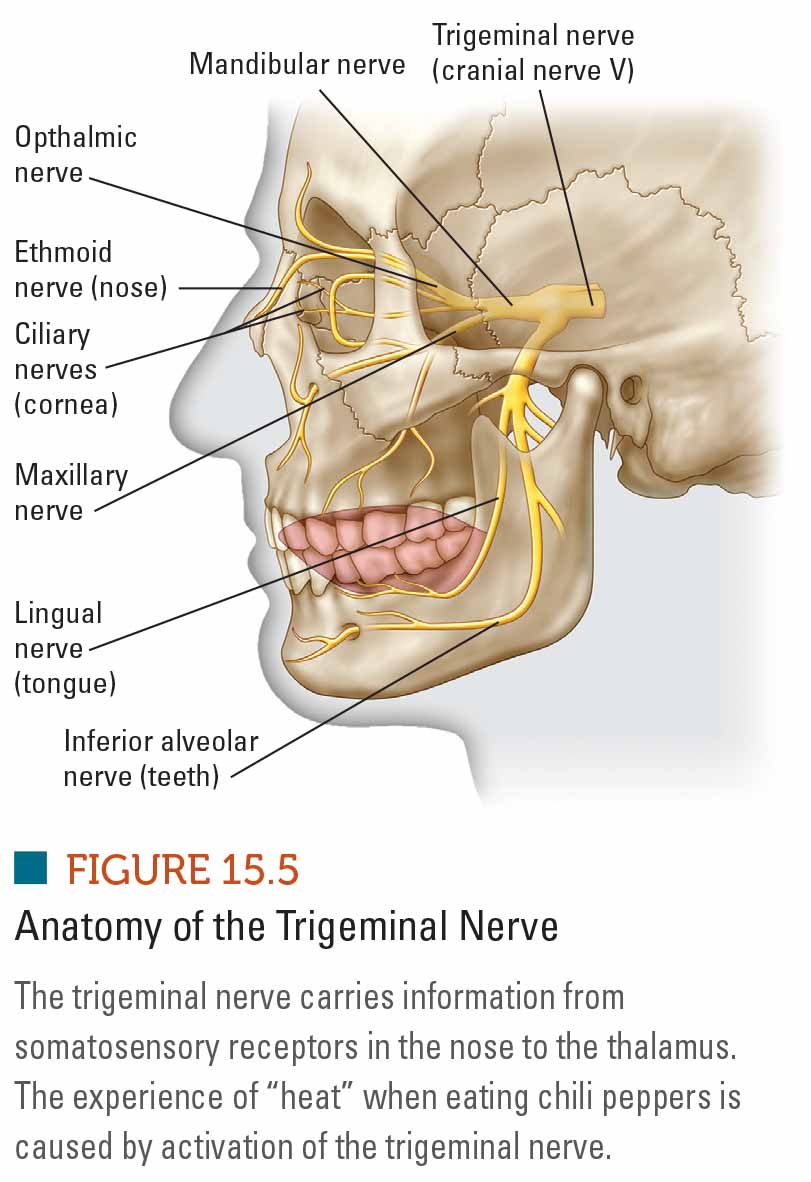 Mandibular nerve
Trigeminal nerve
(cranial nerve V)
Opthalmic
nerve
Ethmoid
nerve (nose)
Ciliary
nerves
(cornea)
Maxillary
nerve
Lingual
nerve
(tongue)
Inferior alveolar
nerve (teeth)
FIGURE 15.5
Anatomy of the Trigeminal Nerve
The trigeminal nerve carries information from
somatosensory receptors in the nose to the thalamus.
The experience of “heat” when eating chili peppers is
caused by activation of the trigeminal nerve.